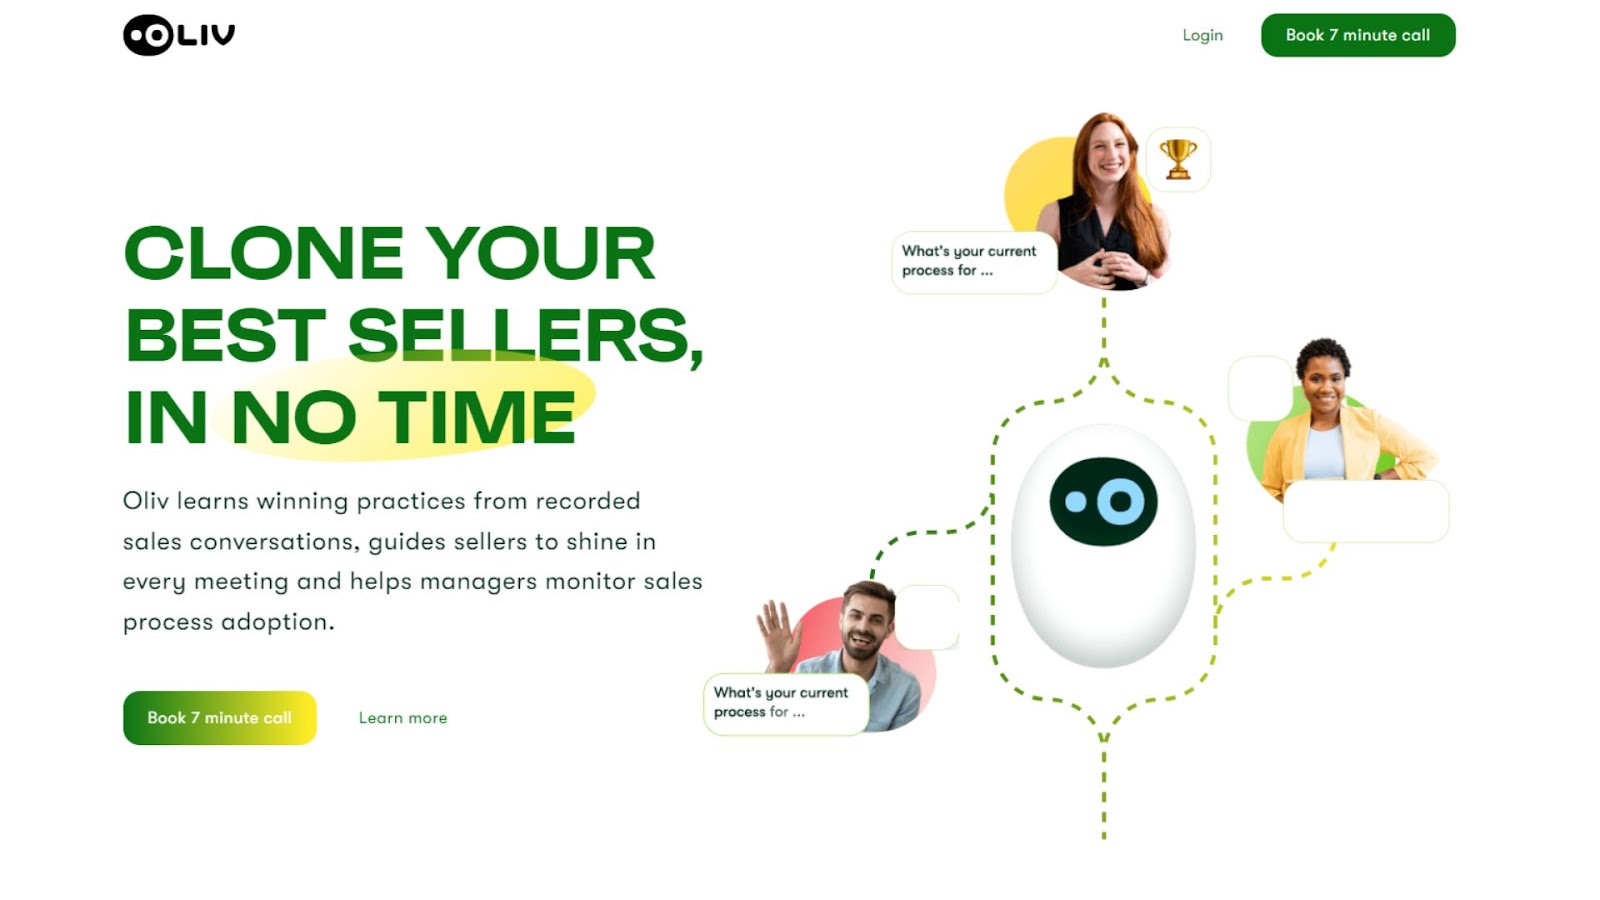 OLIV
Login
Book 7 minute call
CLONE YOUR
BEST SELLERS,
IN NO TIME
Oliv learns winning practices from recorded
sales conversations, guides sellers to shine in
every meeting and helps managers monitor sales
process adoption.
Book 7 minute call
Learn more
What's your current
process for ...
What's your current
process for ...